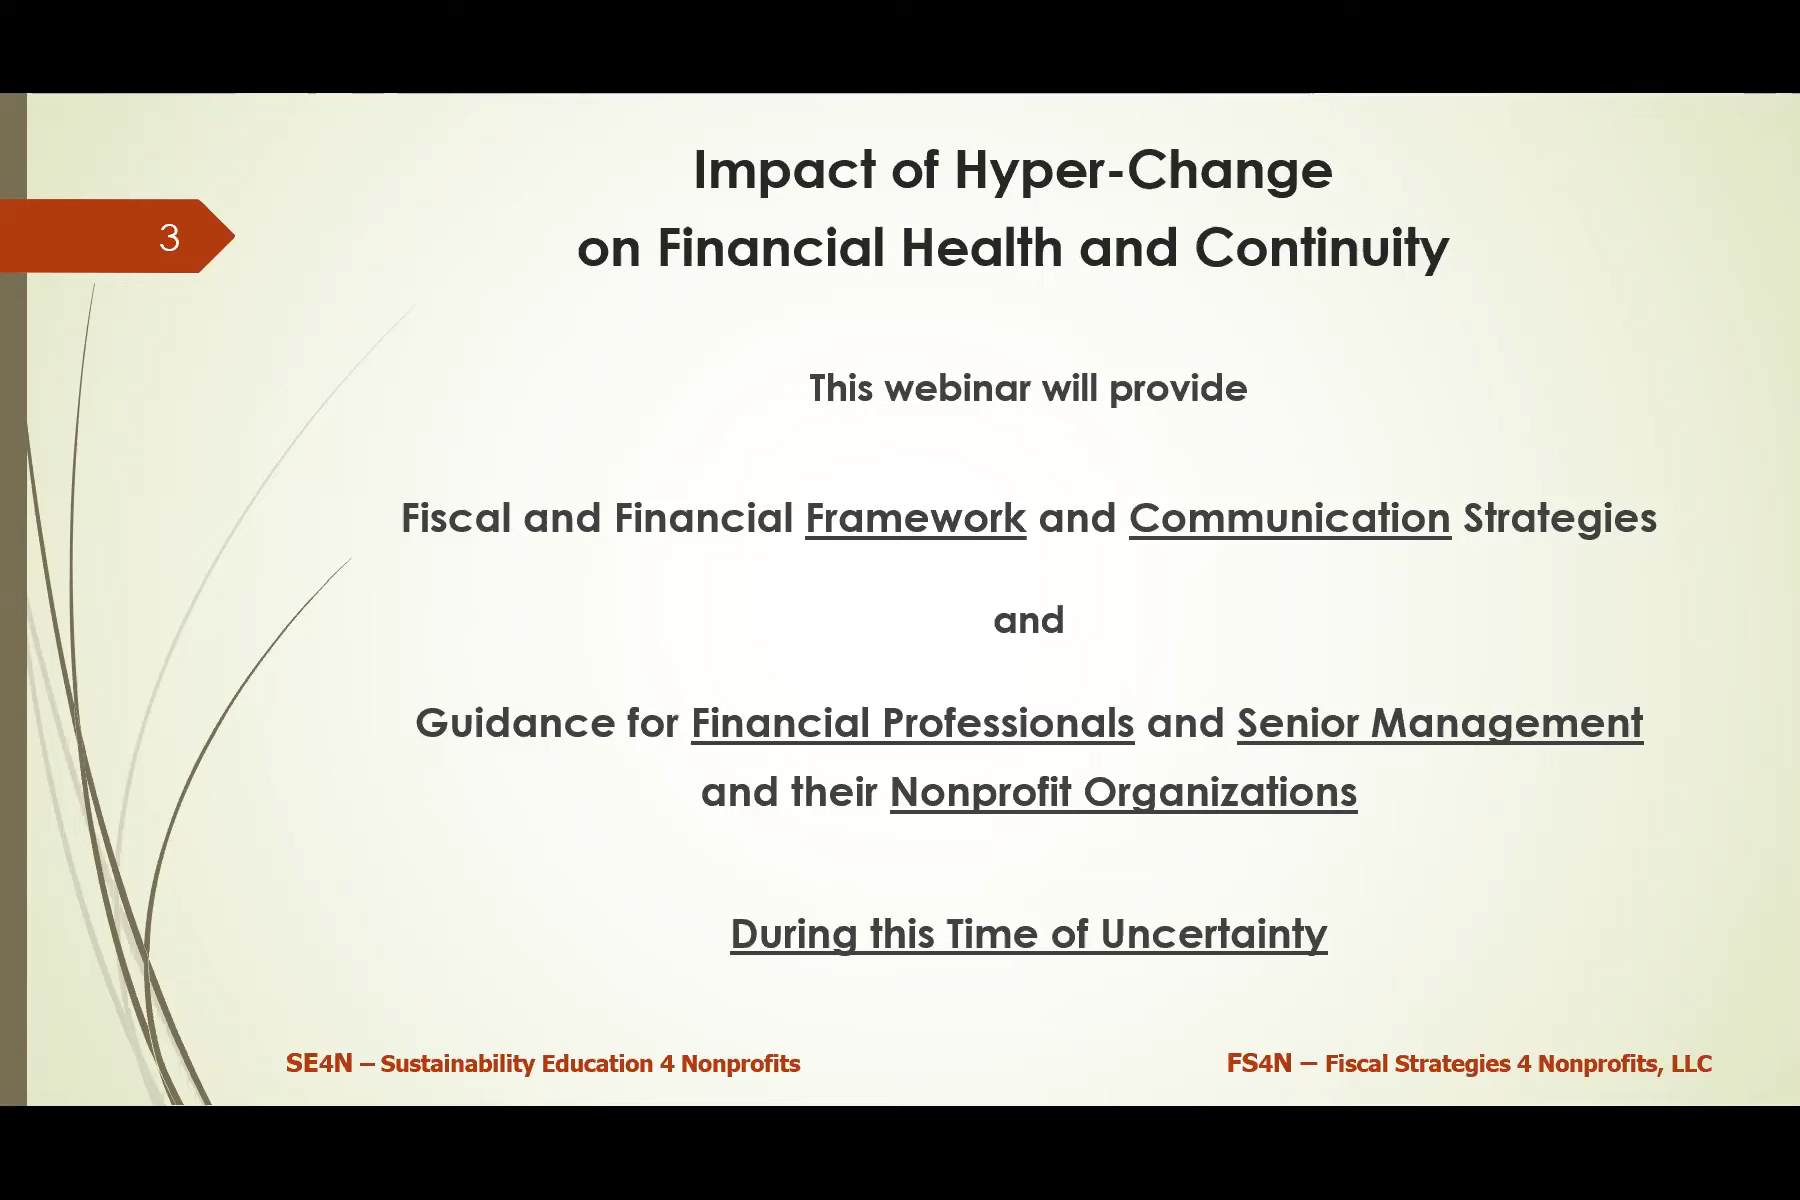 Impact of Hyper-Change
on Financial Health and Continuity
3
This webinar will provide
Fiscal and Financial Framework and Communication Strategies
and
Guidance for Financial Professionals and Senior Management
and their Nonprofit Organizations
During this Time of Uncertainty
SE4N – Sustainability Education 4 Nonprofits
FS4N – Fiscal Strategies 4 Nonprofits, LLC